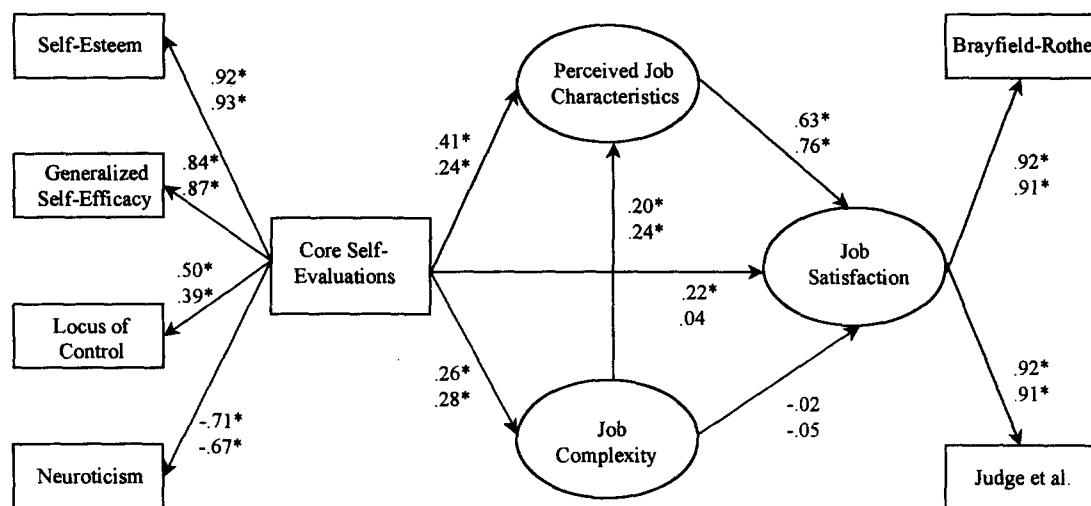 Self-Esteem
.92*
.93*
Generalized
Self-Efficacy
.84*
.87*
Locus of
Control
.50*
.39*
Neuroticism
-.71*
-.67*
Core Self-
Evaluations
.41*
.24*
.26*
.28*
Perceived Job
Characteristics
.20*
.24*
.22*
.04
Job
Complexity
.63*
.76*
-.02
-.05
Job
Satisfaction
Brayfield-Rothe
.92*
.91*
.92*
.91*
Judge et al.